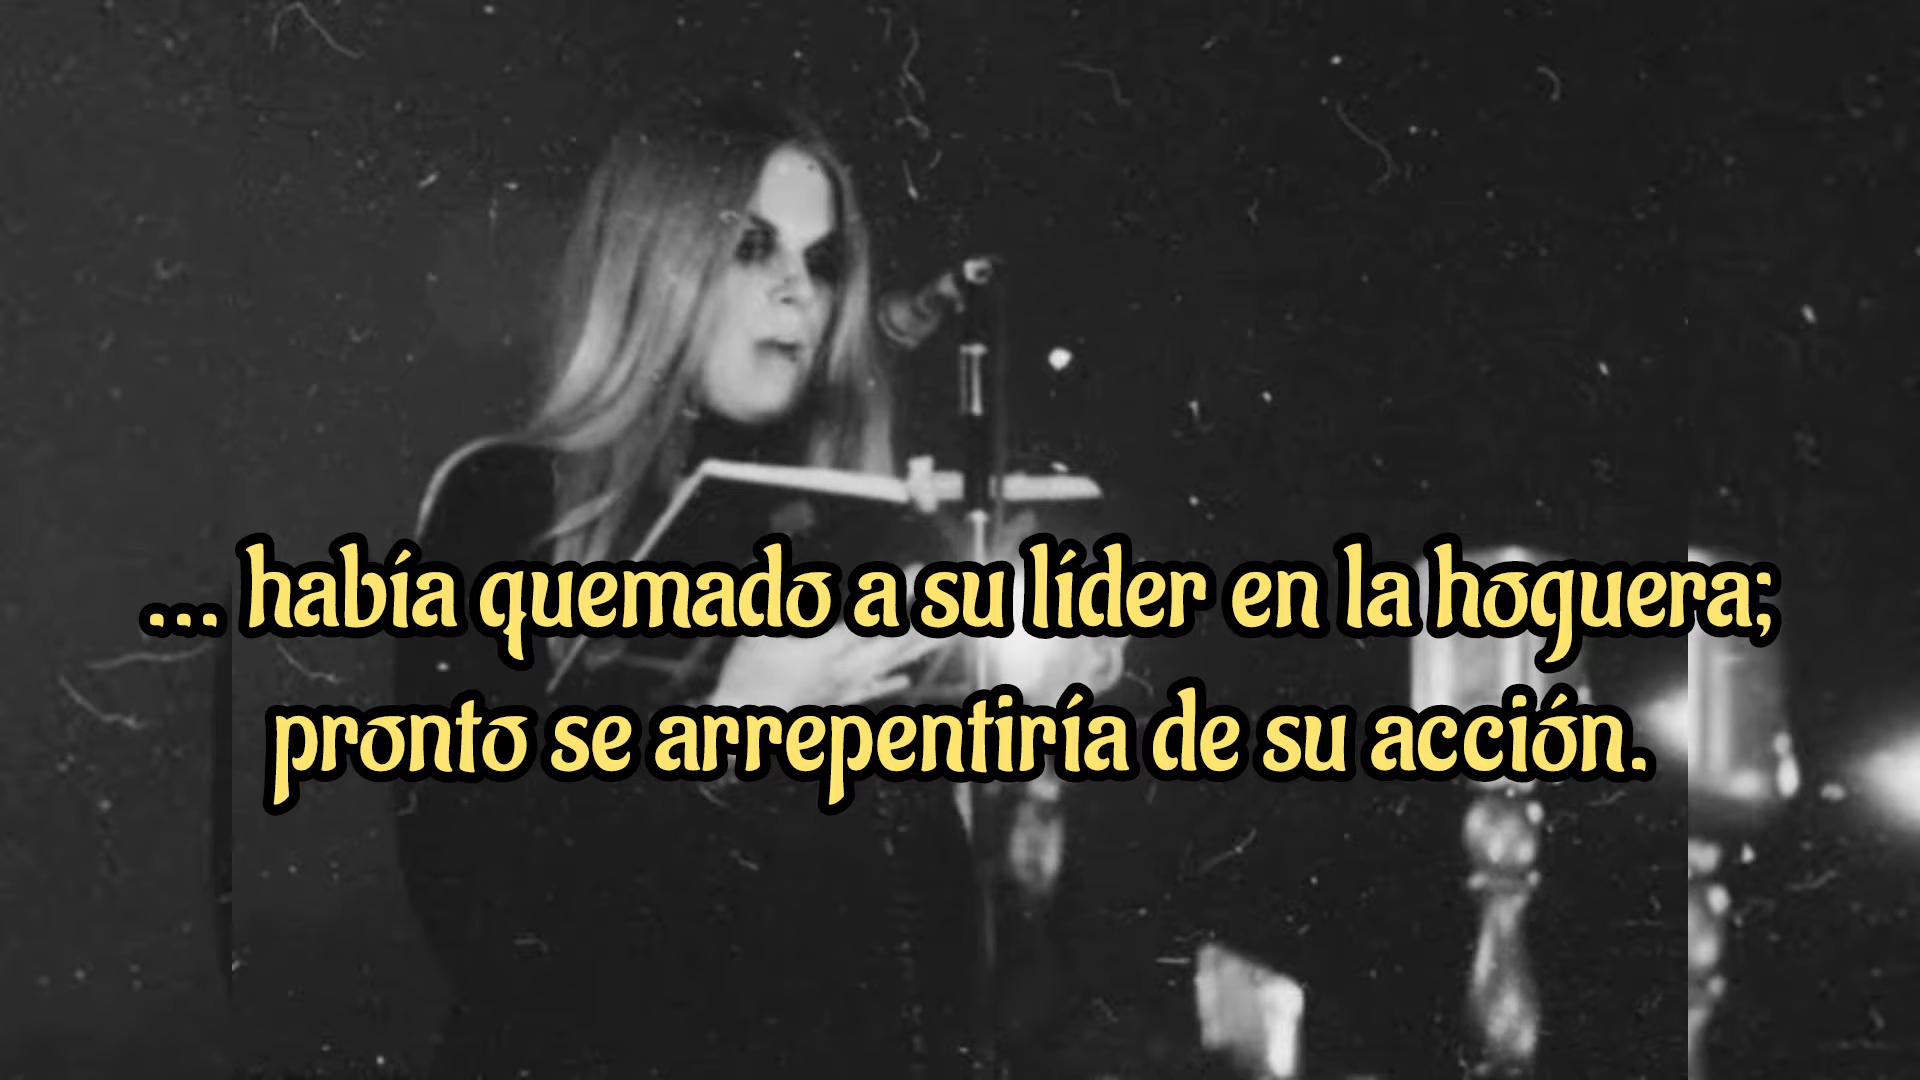 ... había quemado a su líder en la hoguera;
pronto se arrepentiría de su acción.